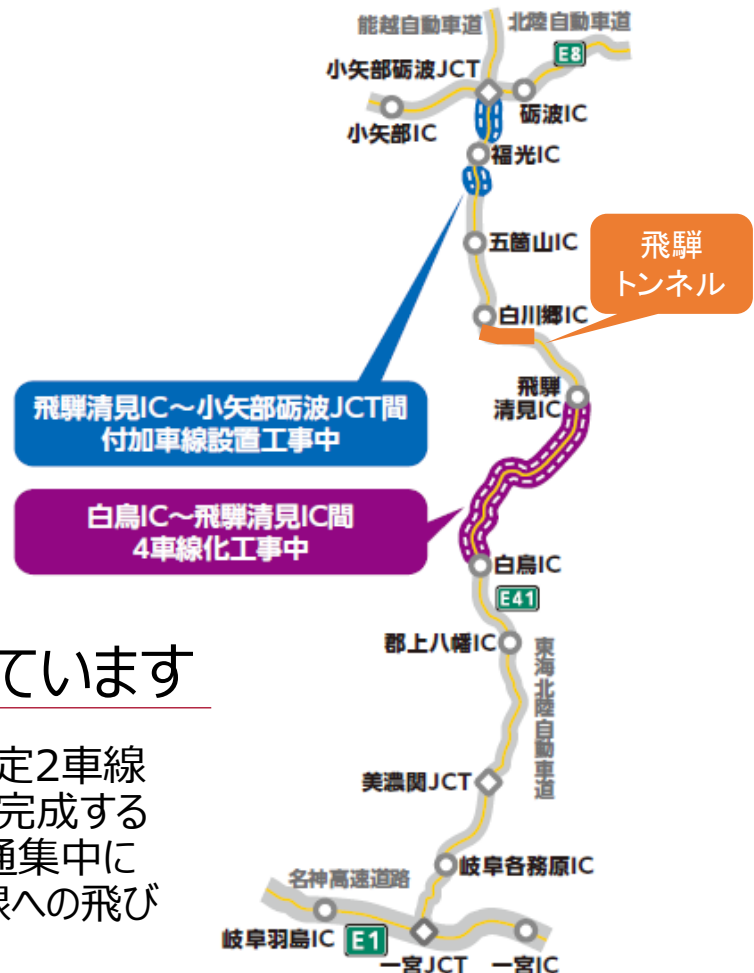 能越自動車道
北陸自動車道
E8
小矢部砺波JCT
砺波IC
小矢部IC
福光IC
五箇山IC
飛騨
トンネル
白川郷IC
飛騨
清見IC
飛騨清見IC～小矢部砺波JCT間
付加車線設置工事中
白鳥IC～飛騨清見IC間
4車線化工事中
白鳥IC
E41
郡上八幡IC
東海北陸自動車道
ています
定2車線
完成する
美濃関JCT
通集中に
線への飛び
岐阜各務原IC
名神高速道路
岐阜羽島IC
E1
一宮JCT
一宮IC